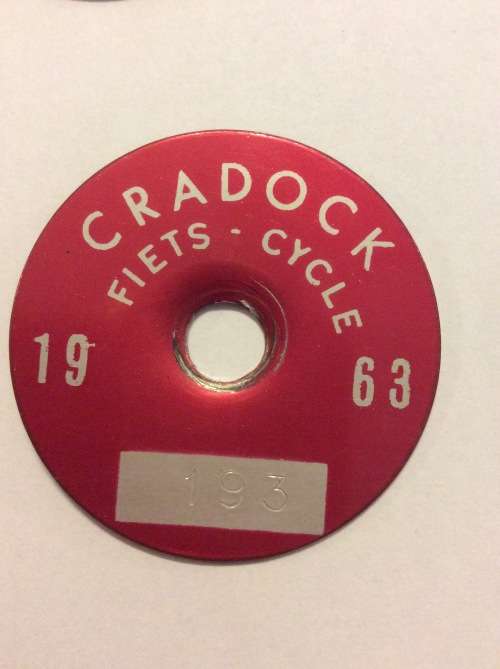 CRADOCK
FIETS - CYCLE
19 63
193